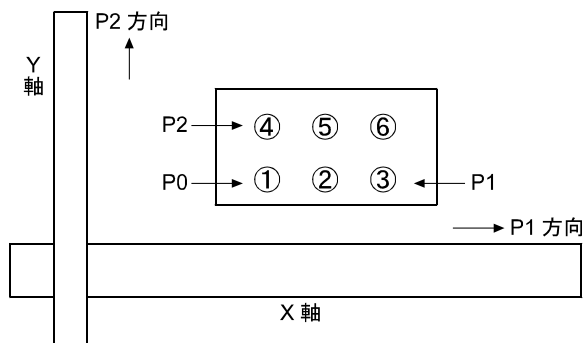 P2 方向
Y
軸
P2 ④ ⑤ ⑥
P0 ① ② ③ P1
P1 方向
X 軸